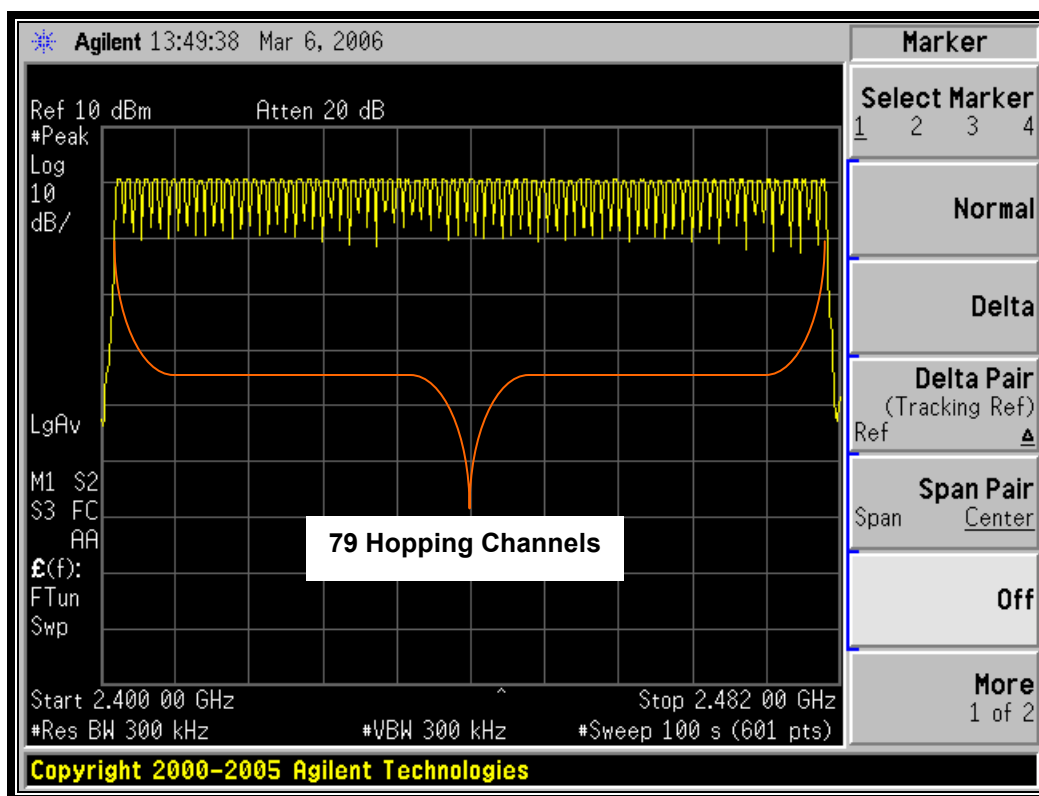 Agilent 13:49:38 Mar 6, 2006
Marker
Ref 10 dBm Atten 20 dB
#Peak
Log
10
dB/
LgAv
M1 S2
S3 FC
AA
£(f):
FTun
Swp
79 Hopping Channels
Start 2.400 00 GHz ^ Stop 2.482 00 GHz
#Res BW 300 kHz #VBW 300 kHz #Sweep 100 s (601 pts)
Copyright 2000-2005 Agilent Technologies
Select Marker
1 2 3 4
Normal
Delta
Delta Pair
(Tracking Ref)
Ref Δ
Span Pair
Span Center
Off
More
1 of 2